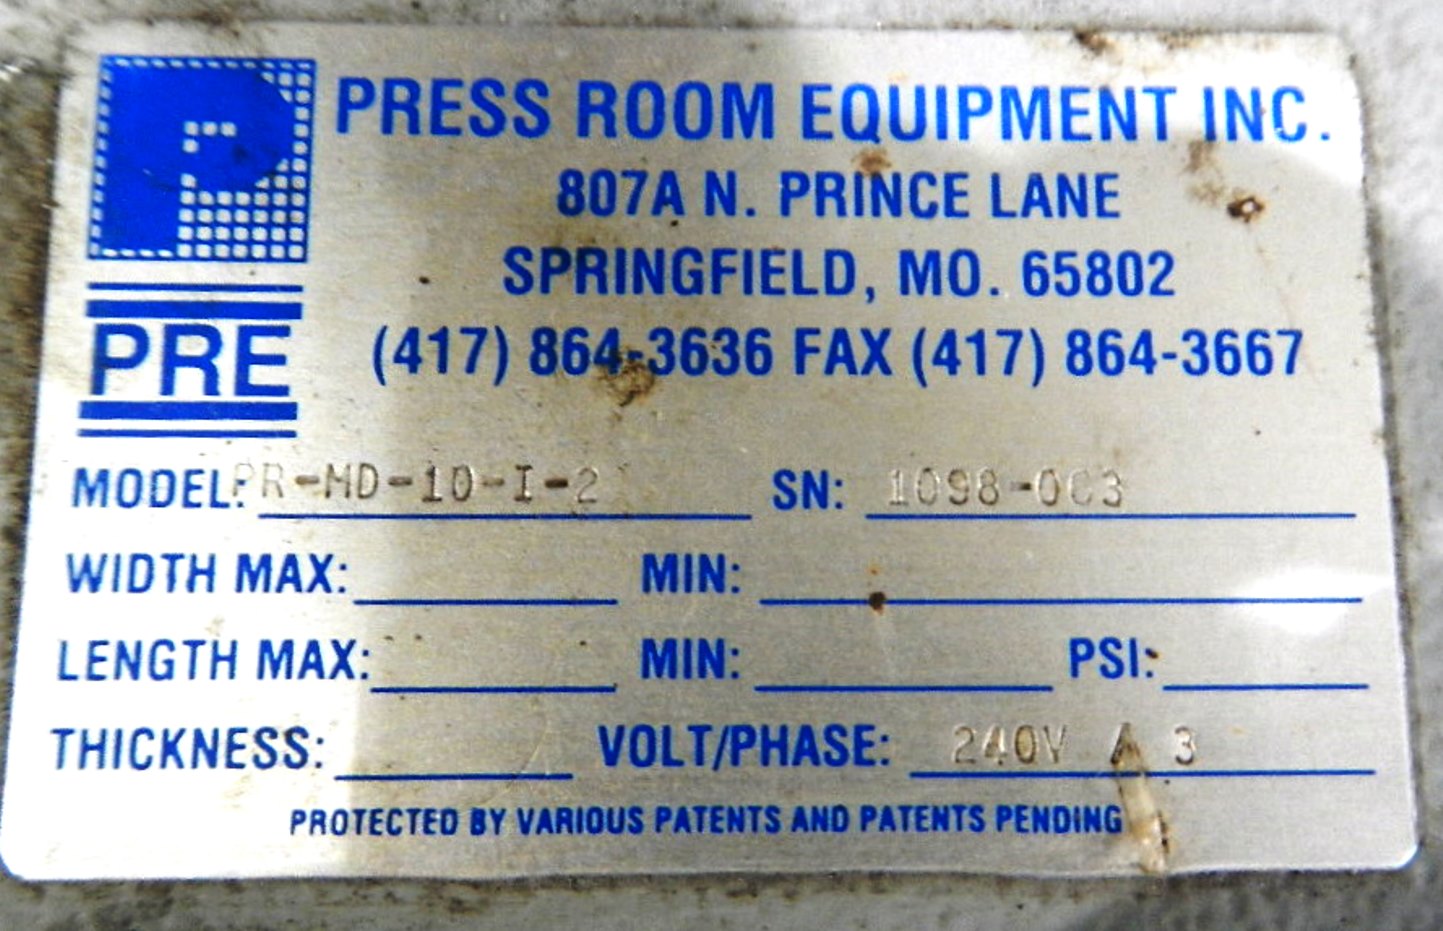 PRESS ROOM EQUIPMENT INC.
807A N. PRINCE LANE
SPRINGFIELD, MO. 65802
(417) 864-3636 FAX (417) 864-3667
PRE
MODEL: PR-MD-10-I-2 SN: 1098-003
WIDTH MAX: MIN:
LENGTH MAX: MIN: PSI:
THICKNESS: VOLT/PHASE: 240V / 3
PROTECTED BY VARIOUS PATENTS AND PATENTS PENDING